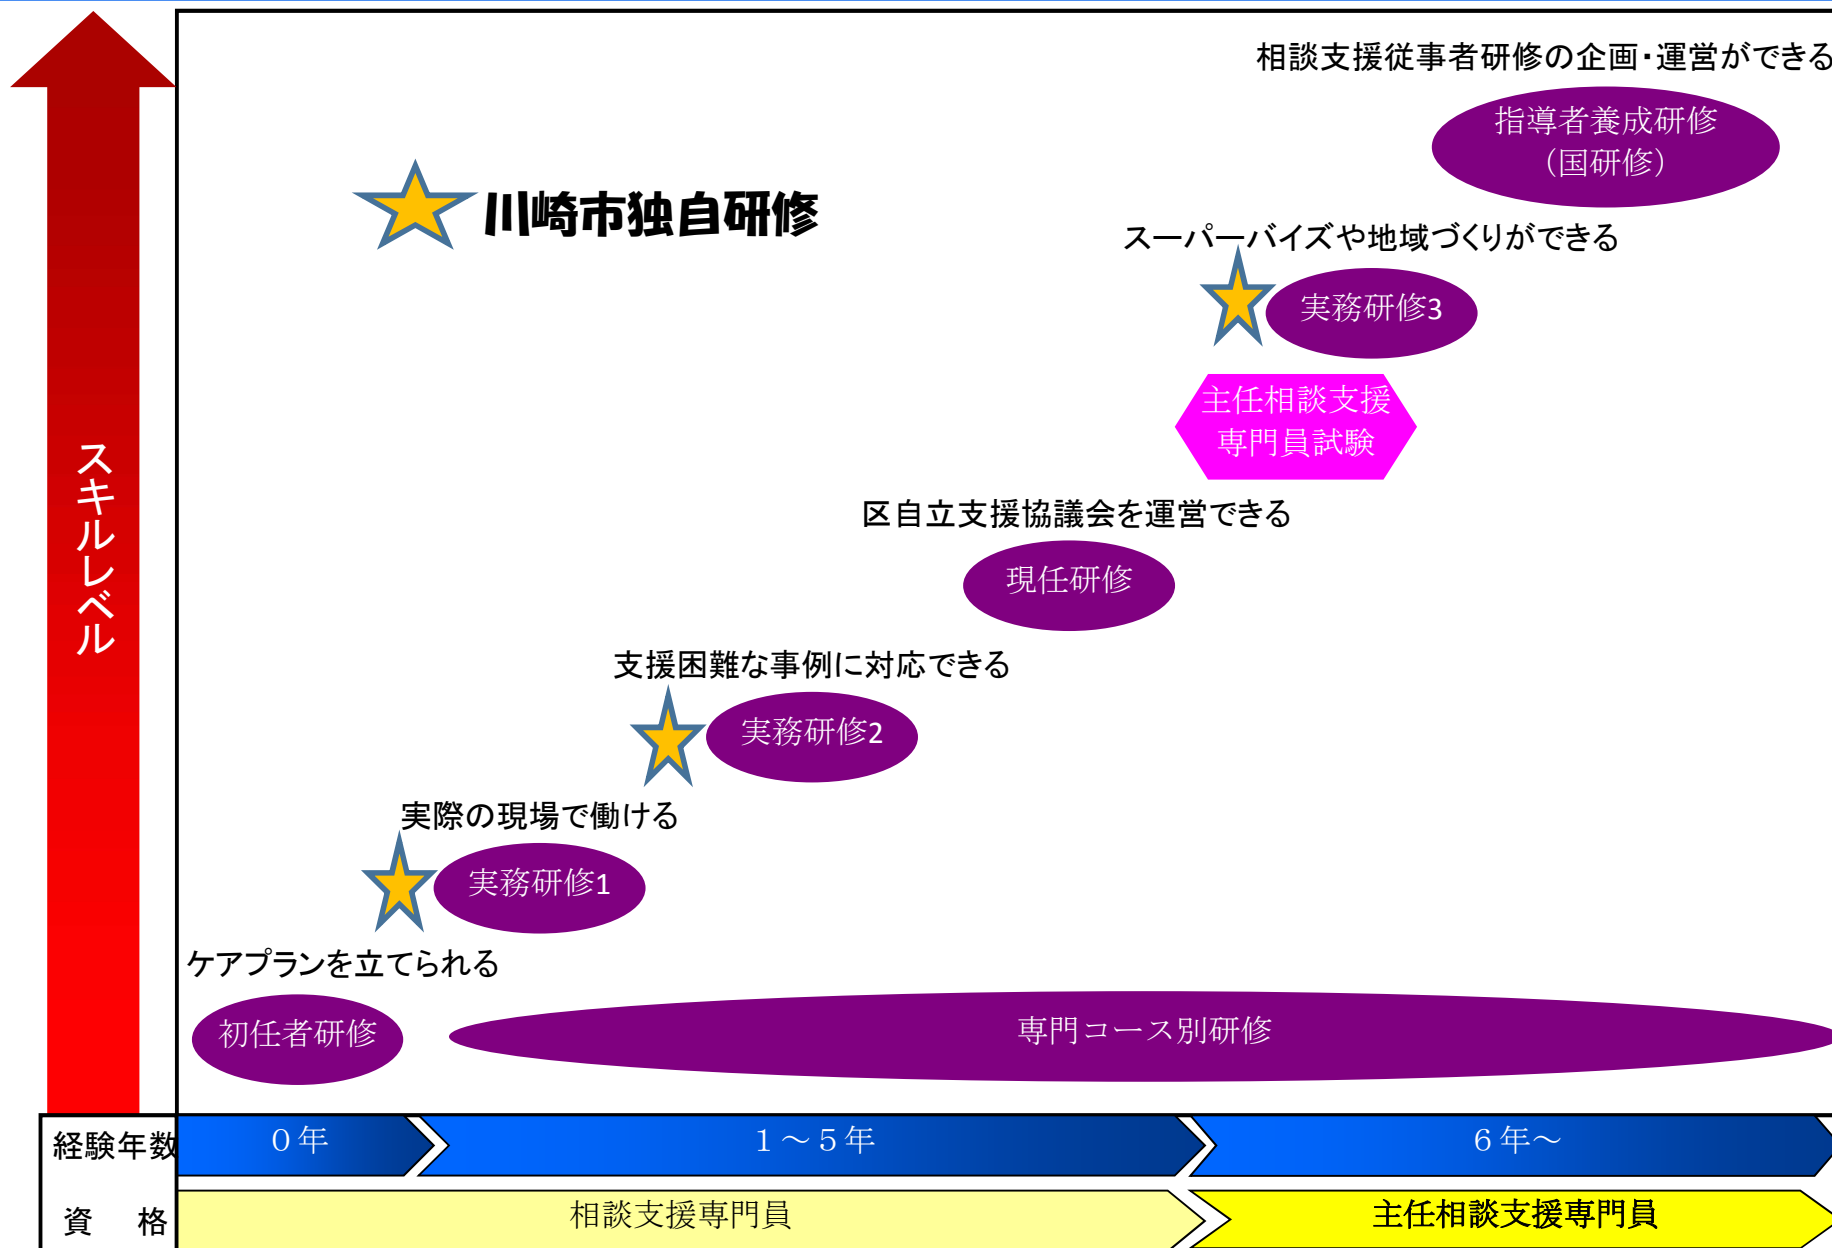 相談支援従事者研修の企画・運営ができる
指導者養成研修
（国研修）
川崎市独自研修
スーパーバイズや地域づくりができる
実務研修3
主任相談支援
専門員試験
スキルレベル
区自立支援協議会を運営できる
現任研修
支援困難な事例に対応できる
実務研修2
実際の現場で働ける
実務研修1
ケアプランを立てられる
初任者研修
専門コース別研修
経験年数
０年
１～５年
６年～
資　格
相談支援専門員
主任相談支援専門員